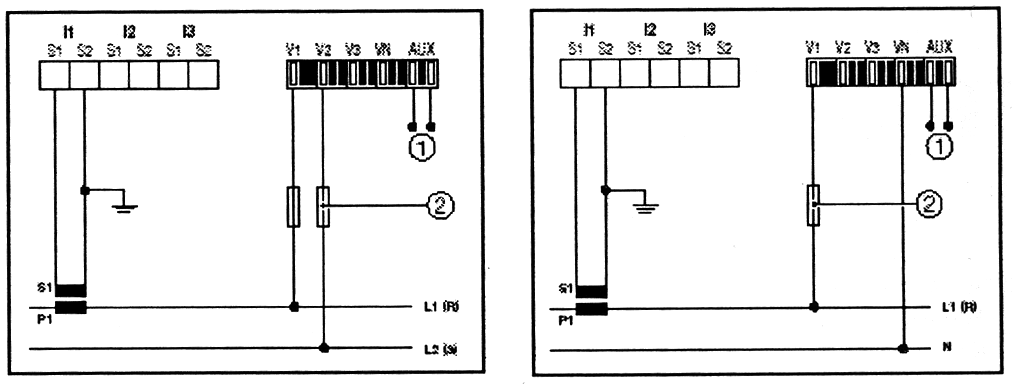 I1 I2 I3
S1 S2 S1 S2 S1 S2
V1 V2 V3 VN AUX
1
2
S1
P1
L1 (R)
L2 (S)
I1 I2 I3
S1 S2 S1 S2 S1 S2
V1 V2 V3 VN AUX
1
2
S1
P1
L1 (R)
N